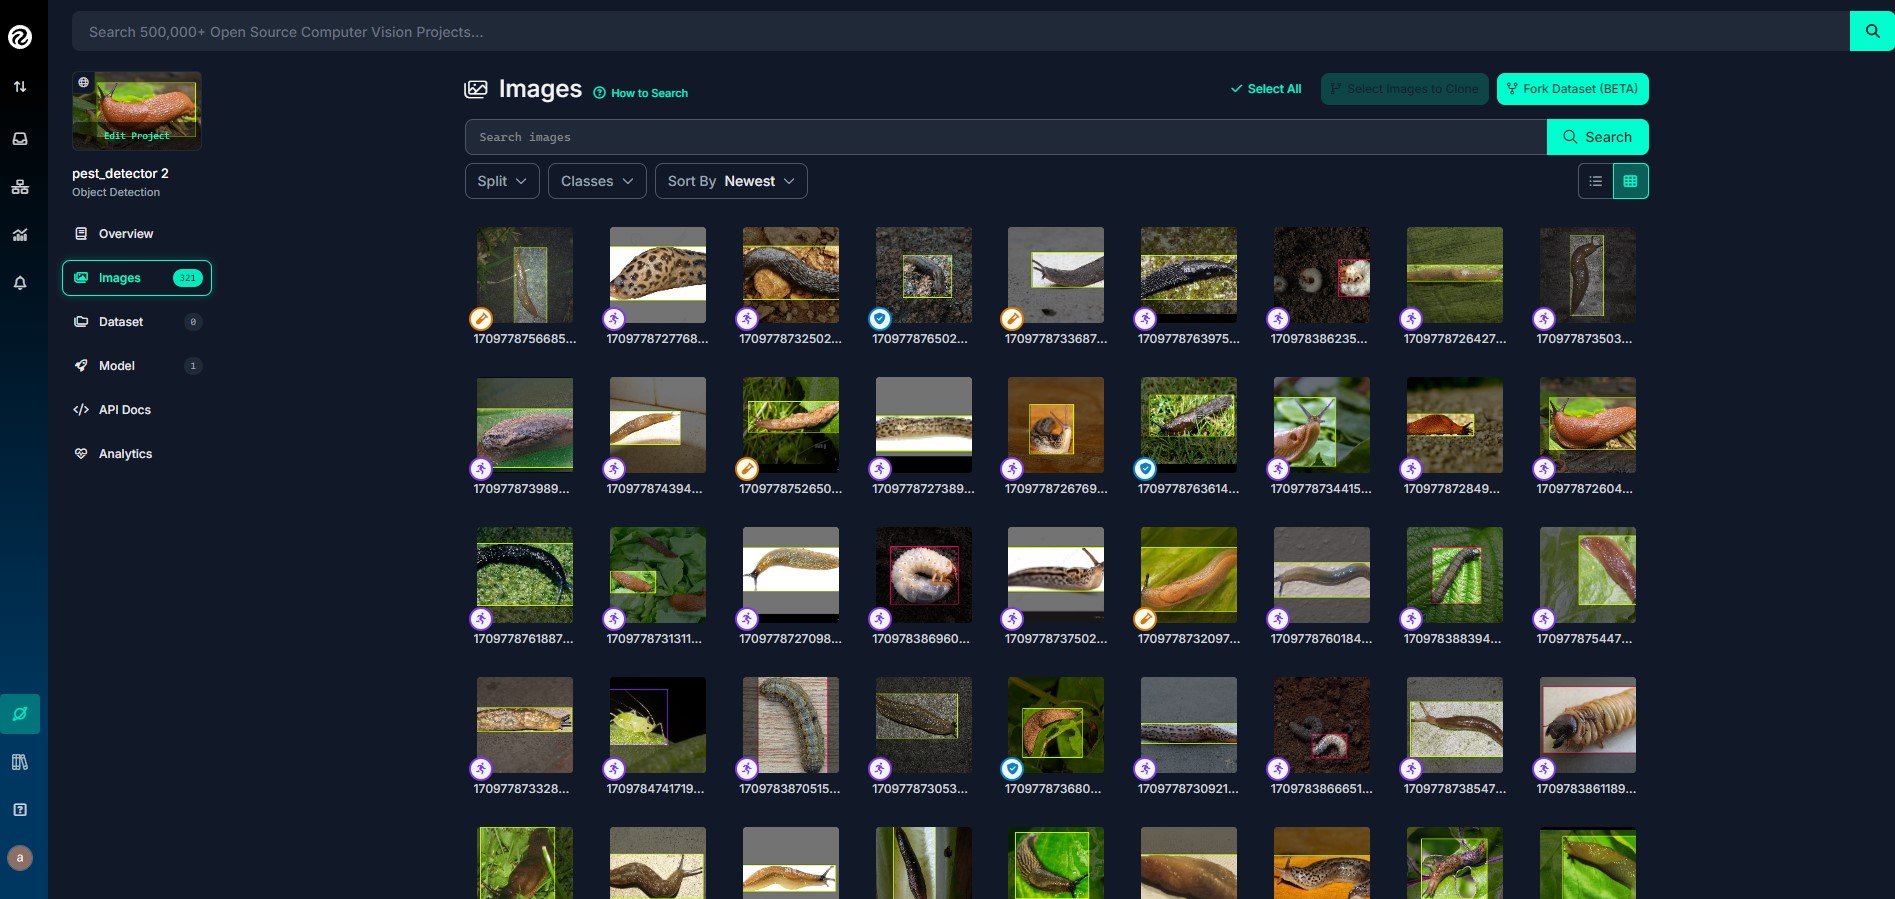 Search 500,000+ Open Source Computer Vision Projects...
Edit Project
pest_detector 2
Object Detection
Overview
Images 321
Dataset 0
Model 1
API Docs
Analytics
a
Images How to Search Select All Select Images to Clone Fork Dataset (BETA)
Search images Search
Split Classes Sort By Newest
1709778756685... 1709778727768... 1709778732502... 170977876502... 1709778733687... 1709778763975... 170978386235... 1709778726427... 170977873503...
170977873989... 170977874394... 1709778752650... 1709778727389... 1709778726769... 1709778763614... 1709778734415... 170977872849... 170977872604...
1709778761887... 1709778731311... 1709778727098... 170978386960... 1709778737502... 1709778732097... 1709778760184... 170978388394... 170977875447...
170977873328... 1709784741719... 1709783870515... 170977873053... 170977873680... 1709778730921... 1709783866651... 1709778738547... 1709783861189...